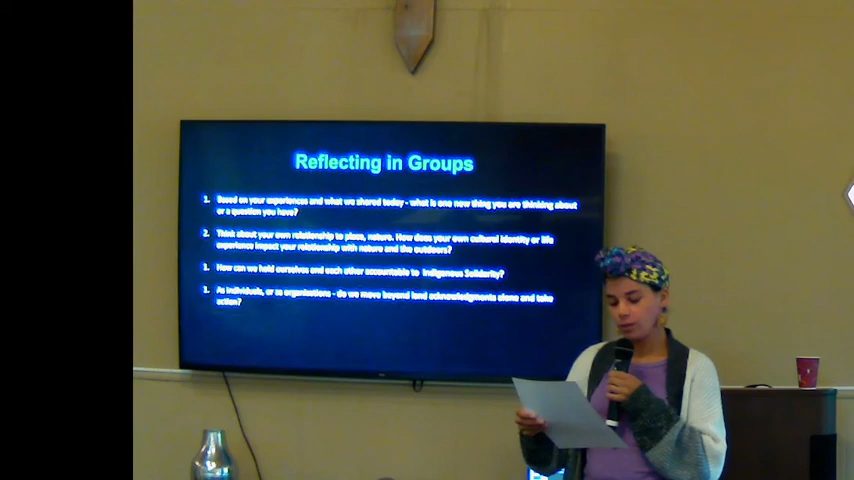 Reflecting in Groups
1. Based on your experiences and what we shared today - what is one new thing you are thinking about
or a question you have?
2. Think about your own relationship to place, nature. How does your own cultural identity or life
experience impact your relationship with nature and the outdoors?
1. How can we hold ourselves and each other accountable to Indigenous Solidarity?
1. As individuals, or as organizations - do we move beyond land acknowledgments alone and take
action?